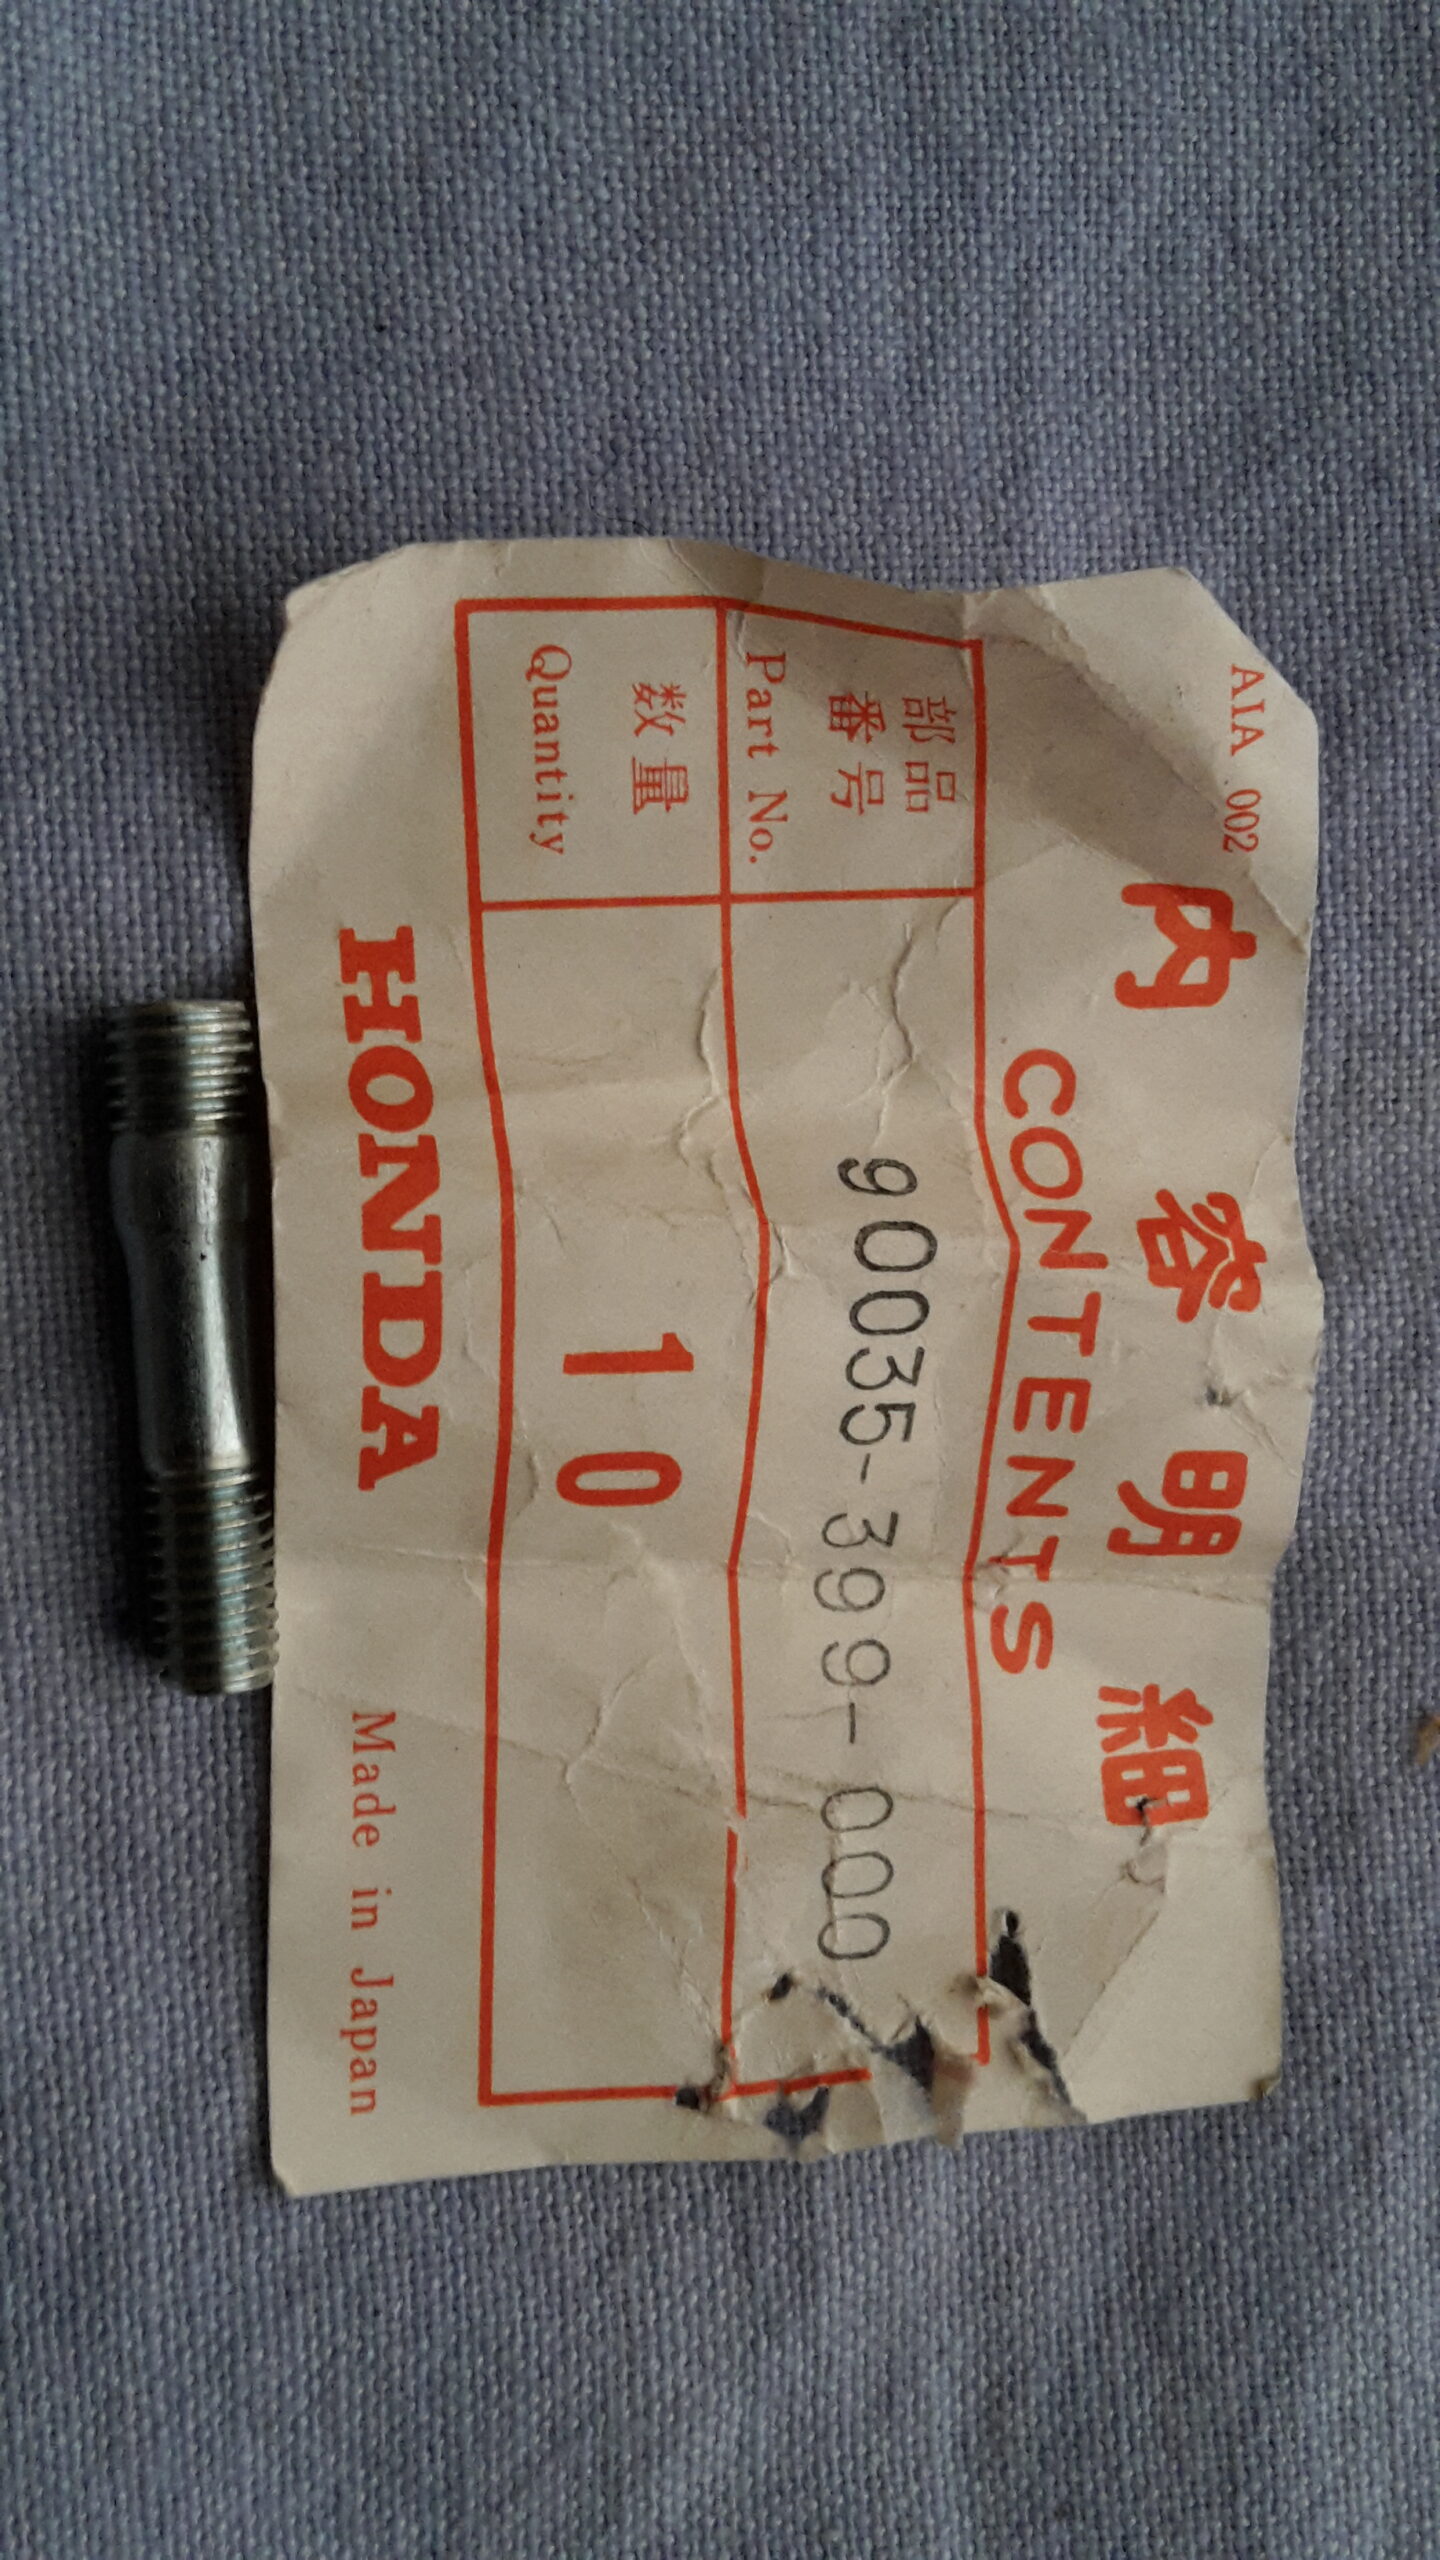 AIA 002
内容明細
CONTENTS
部品
番号
Part No.
90035-399-000
数量
Quantity
10
HONDA
Made in Japan